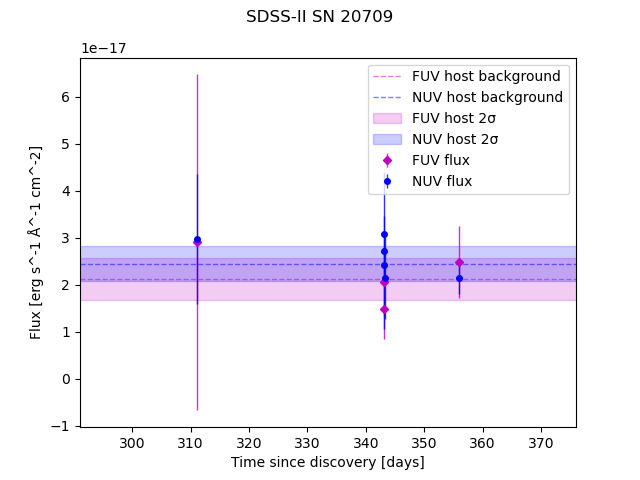 SDSS-II SN 20709
1e−17
FUV host background
NUV host background
FUV host 2σ
NUV host 2σ
FUV flux
NUV flux
6
5
4
3
2
1
0
−1
Flux [erg s^-1 Å^-1 cm^-2]
300
310
320
330
340
350
360
370
Time since discovery [days]